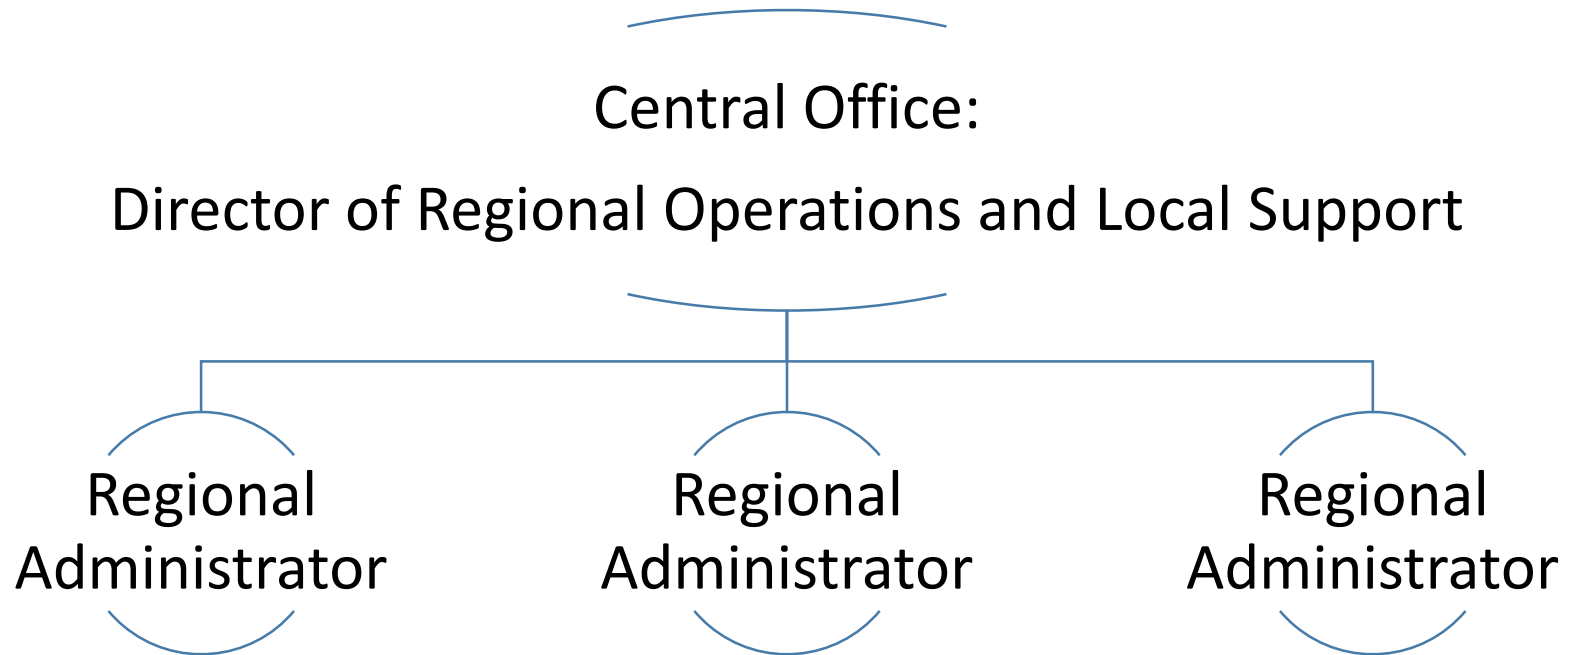 Central Office:
Director of Regional Operations and Local Support
Regional
Administrator
Regional
Administrator
Regional
Administrator